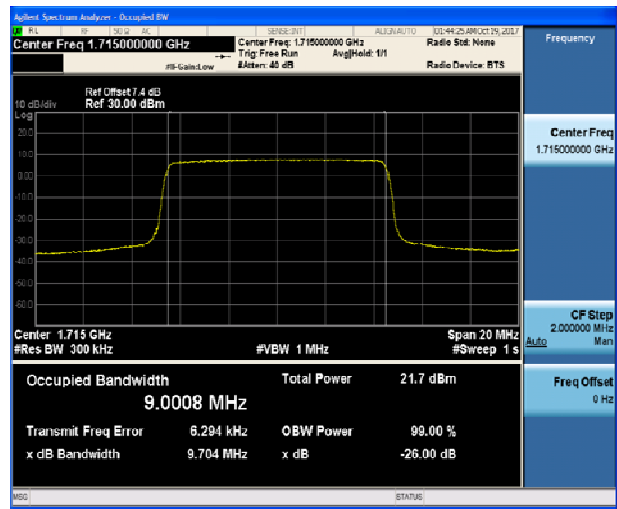 Agilent Spectrum Analyzer - Occupied BW
RL RF 50 Ω AC SENSE:INT ALIGNAUTO 01:44:25 AM Oct 19, 2017
Center Freq 1.715000000 GHz
Center Freq: 1.715000000 GHz
Radio Std: None
Trig: Free Run Avg|Hold: 1/1
#IFGain:Low
#Atten: 40 dB
Radio Device: BTS
Frequency
Ref Offset 7.4 dB
10 dB/div Ref 30.00 dBm
Log
20.0
10.0
0.00
-10.0
-20.0
-30.0
-40.0
-50.0
-60.0
Center Freq
1.715000000 GHz
Center 1.715 GHz Span 20 MHz
#Res BW 300 kHz #VBW 1 MHz #Sweep 1 s
CF Step
2.000000 MHz
Auto Man
Occupied Bandwidth Total Power 21.7 dBm
9.0008 MHz
Transmit Freq Error 6.294 kHz OBW Power 99.00 %
x dB Bandwidth 9.704 MHz x dB -26.00 dB
Freq Offset
0 Hz
MSG STATUS